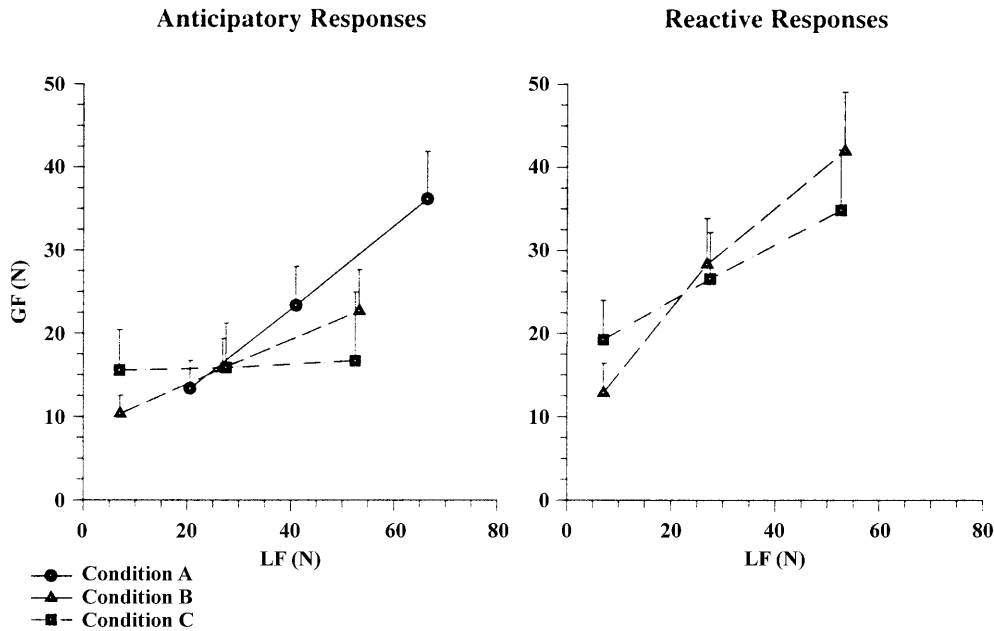 Anticipatory Responses
Reactive Responses
50
40
30
20
10
0
GF (N)
0 20 40 60 80
LF (N)
50
40
30
20
10
0
0 20 40 60 80
LF (N)
Condition A
Condition B
Condition C